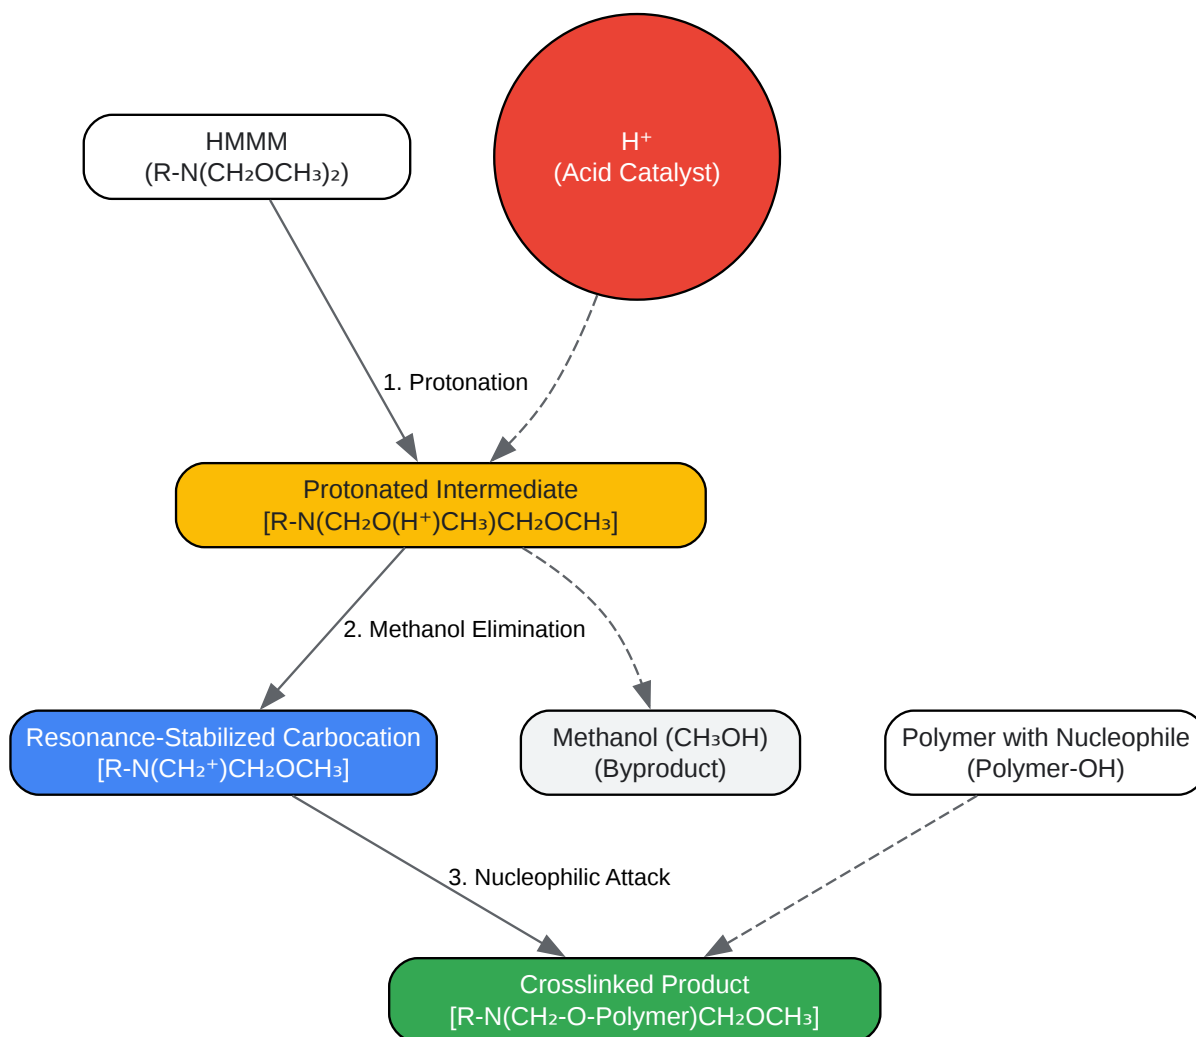 HMMM
(R-N(CH₂OCH₃)₂)
H⁺
(Acid Catalyst)
1. Protonation
Protonated Intermediate
[R-N(CH₂O(H⁺)CH₃)CH₂OCH₃]
2. Methanol Elimination
Resonance-Stabilized Carbocation
[R-N(CH₂⁺)CH₂OCH₃]
Methanol (CH₃OH)
(Byproduct)
Polymer with Nucleophile
(Polymer-OH)
3. Nucleophilic Attack
Crosslinked Product
[R-N(CH₂-O-Polymer)CH₂OCH₃]